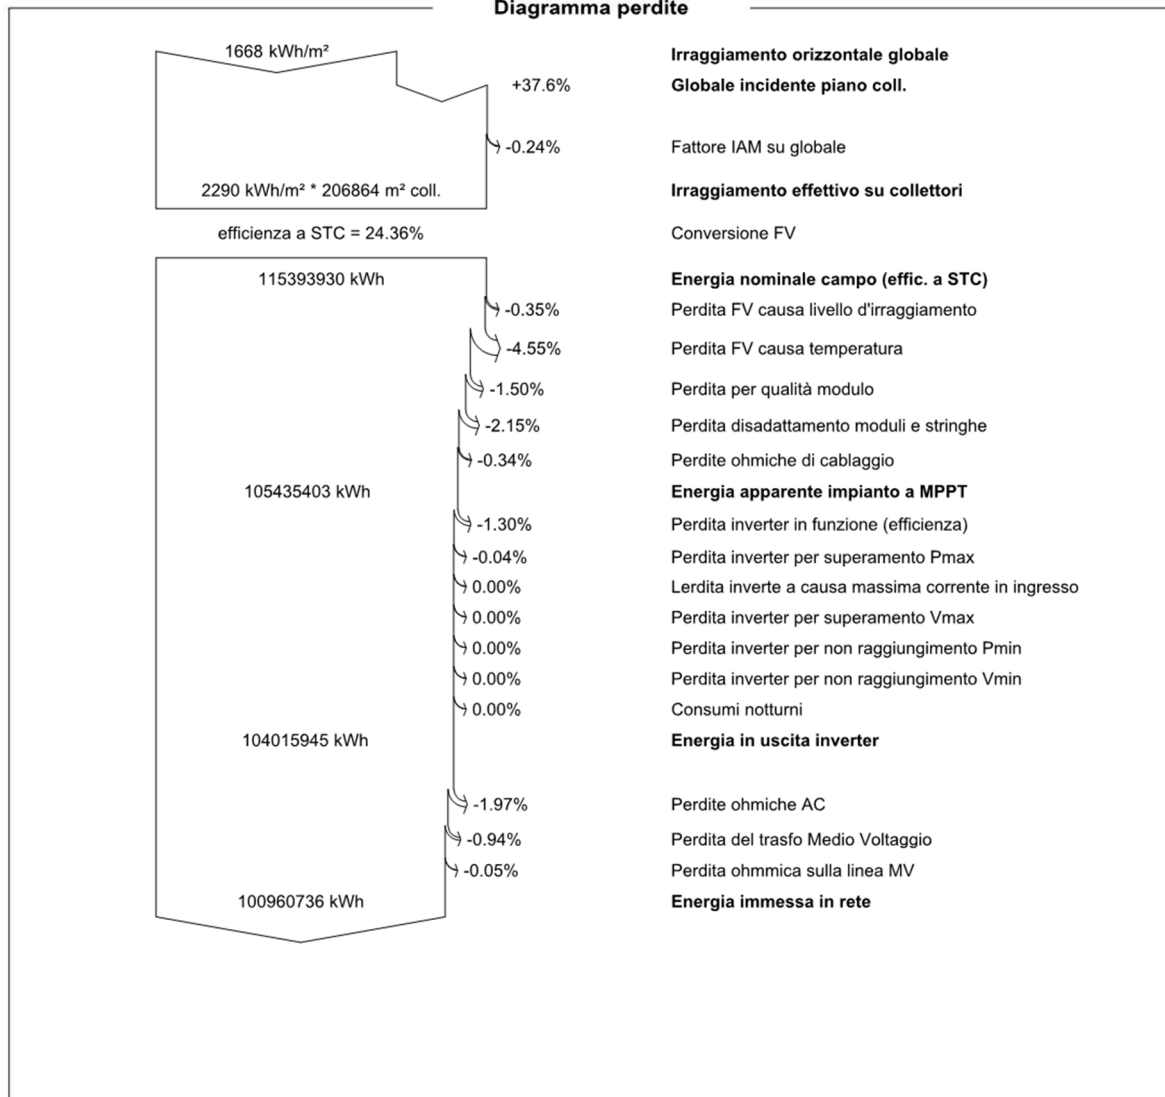 Diagramma perdite
1668 kWh/m²
Irraggiamento orizzontale globale
+37.6%
Globale incidente piano coll.
-0.24%
Fattore IAM su globale
2290 kWh/m² * 206864 m² coll.
Irraggiamento effettivo su collettori
efficienza a STC = 24.36%
Conversione FV
115393930 kWh
Energia nominale campo (effic. a STC)
-0.35%
Perdita FV causa livello d'irraggiamento
-4.55%
Perdita FV causa temperatura
-1.50%
Perdita per qualità modulo
-2.15%
Perdita disadattamento moduli e stringhe
-0.34%
Perdite ohmiche di cablaggio
105435403 kWh
Energia apparente impianto a MPPT
-1.30%
Perdita inverter in funzione (efficienza)
-0.04%
Perdita inverter per superamento Pmax
0.00%
Lerdita inverte a causa massima corrente in ingresso
0.00%
Perdita inverter per superamento Vmax
0.00%
Perdita inverter per non raggiungimento Pmin
0.00%
Perdita inverter per non raggiungimento Vmin
0.00%
Consumi notturni
104015945 kWh
Energia in uscita inverter
-1.97%
Perdite ohmiche AC
-0.94%
Perdita del trasfo Medio Voltaggio
-0.05%
Perdita ohmmica sulla linea MV
100960736 kWh
Energia immessa in rete